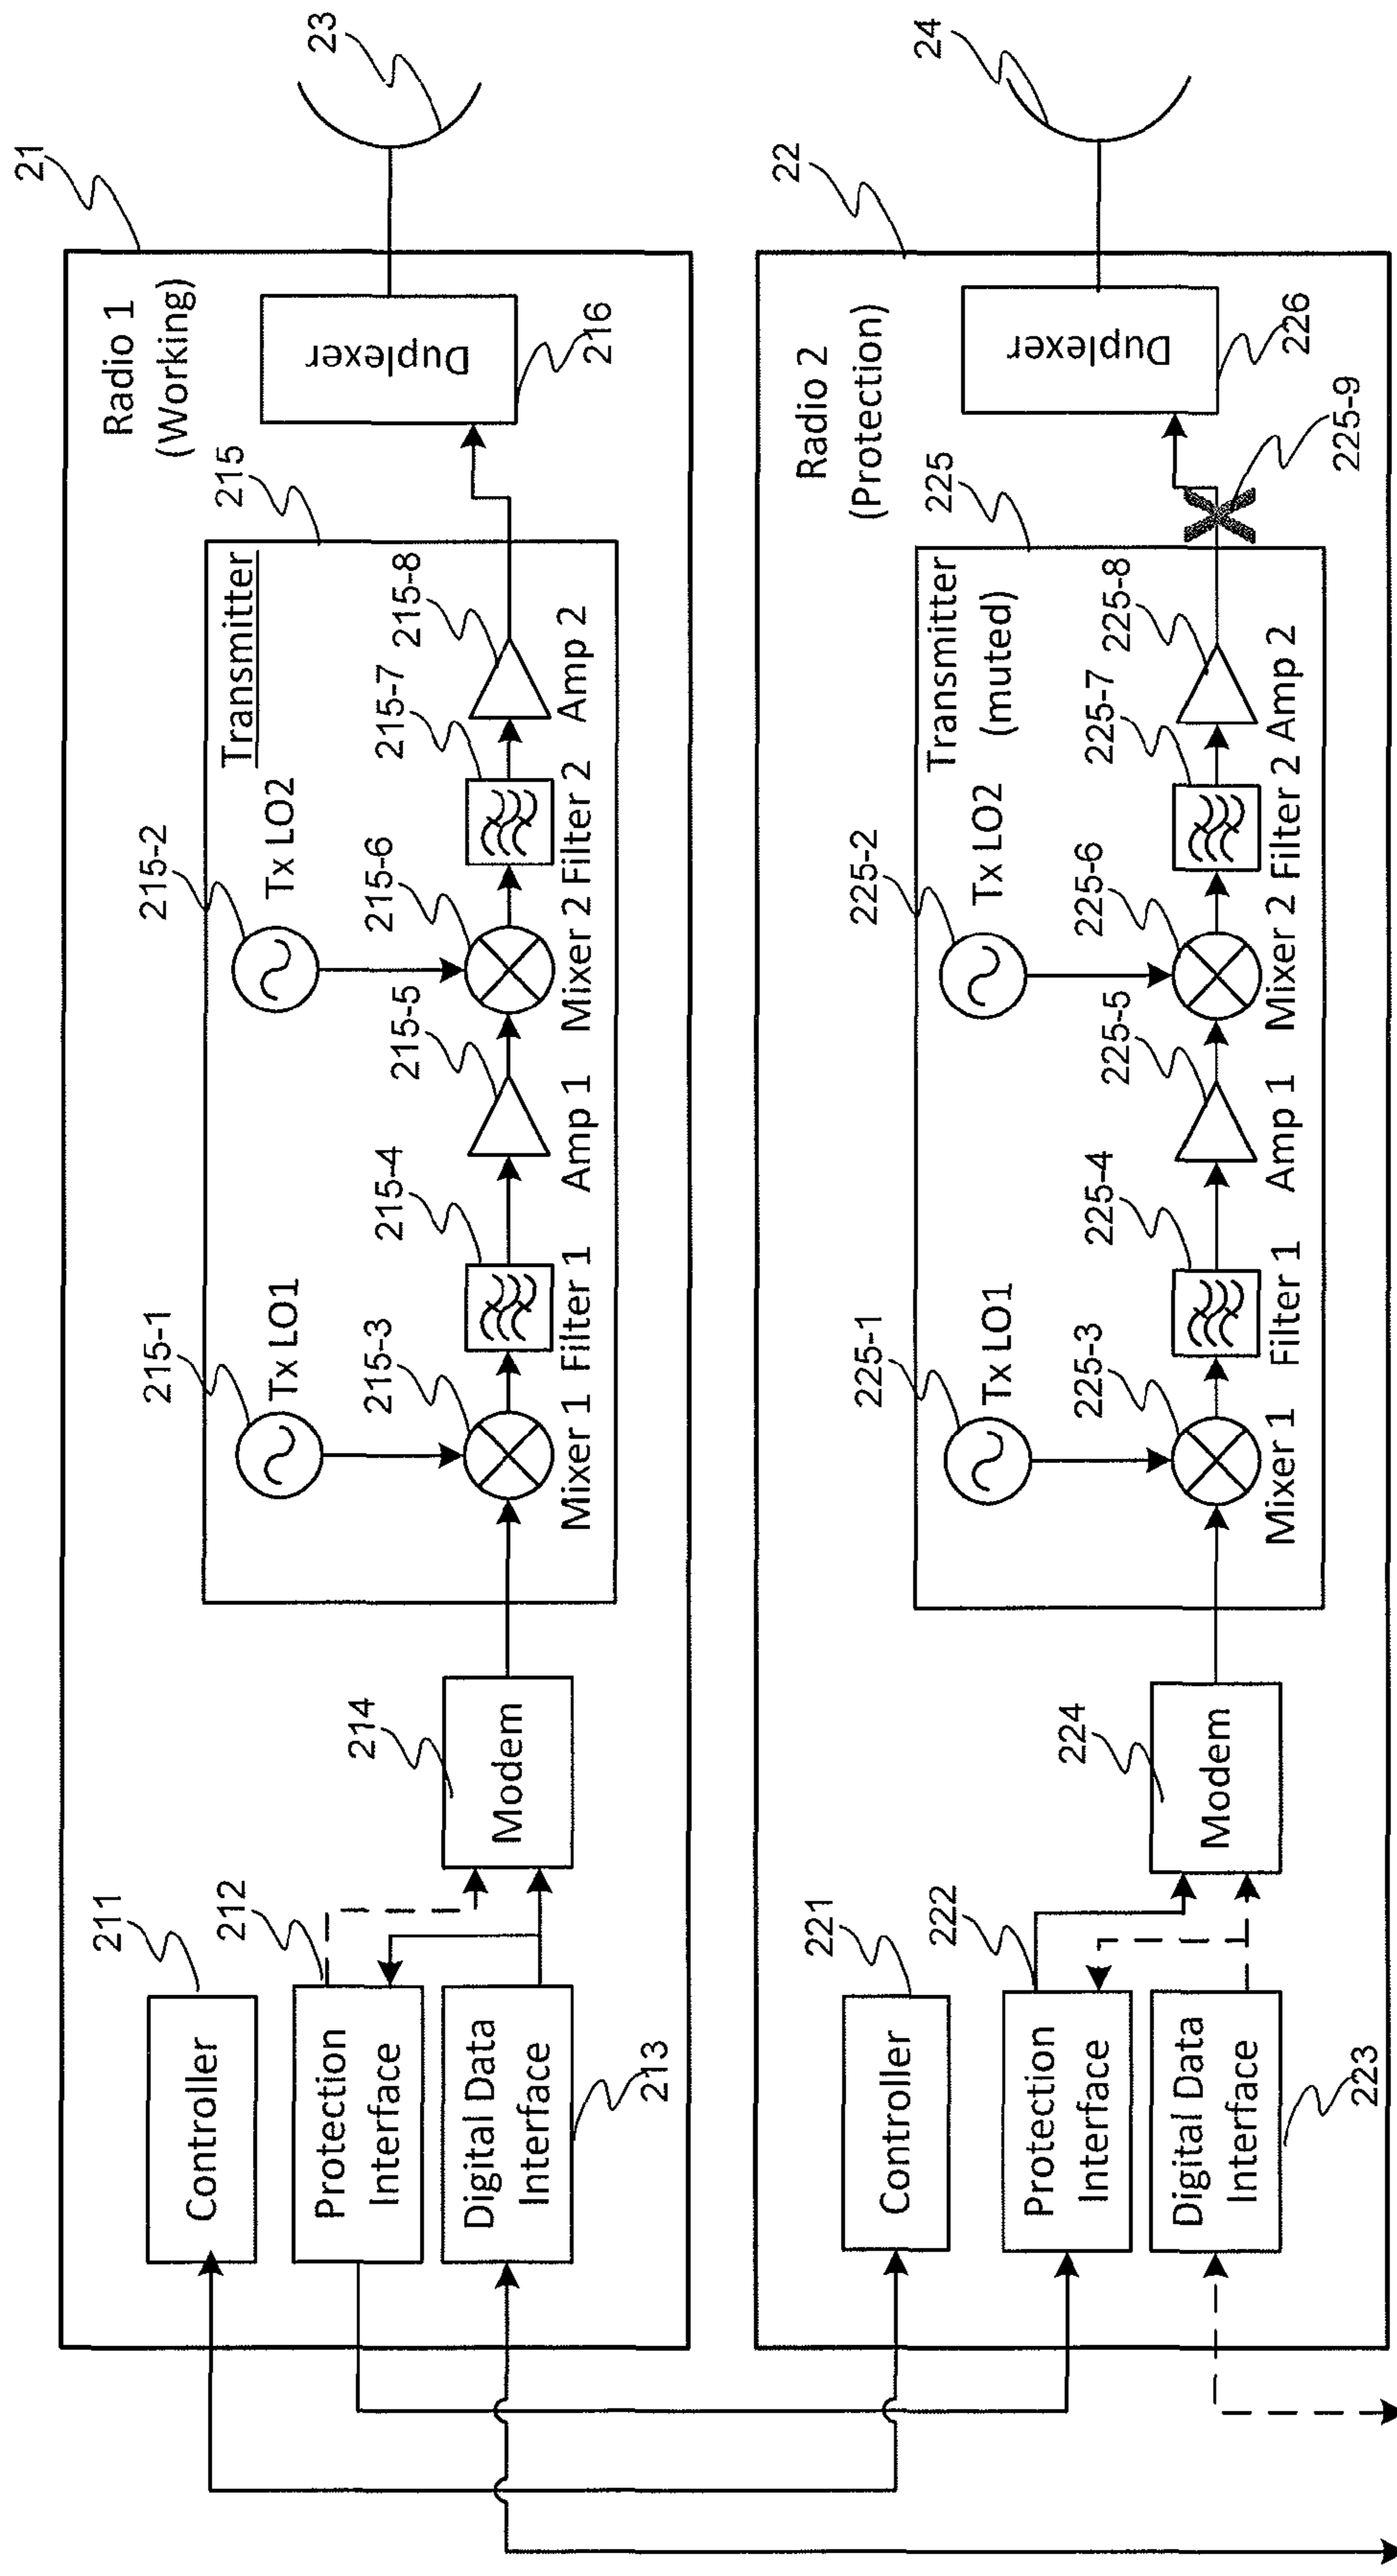 21
Radio 1
(Working)
23
Controller
211
Protection
Interface
212
Digital Data
Interface
213
Modem
214
Transmitter
215
Tx LO1
215-1
Tx LO2
215-2
Mixer 1
215-3
Filter 1
215-4
Amp 1
215-5
Mixer 2
215-6
Filter 2
215-7
Amp 2
215-8
Duplexer
216
22
Radio 2
(Protection)
24
Controller
221
Protection
Interface
222
Digital Data
Interface
223
Modem
224
Transmitter
(muted)
225
Tx LO1
225-1
Tx LO2
225-2
Mixer 1
225-3
Filter 1
225-4
Amp 1
225-5
Mixer 2
225-6
Filter 2
225-7
Amp 2
225-8
225-9
Duplexer
226